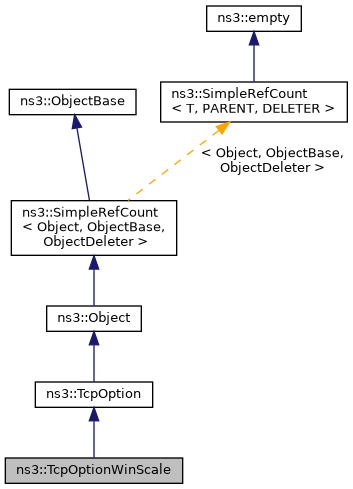 ns3::empty
ns3::ObjectBase
ns3::SimpleRefCount
< T, PARENT, DELETER >
< Object, ObjectBase,
ObjectDeleter >
ns3::SimpleRefCount
< Object, ObjectBase,
ObjectDeleter >
ns3::Object
ns3::TcpOption
ns3::TcpOptionWinScale